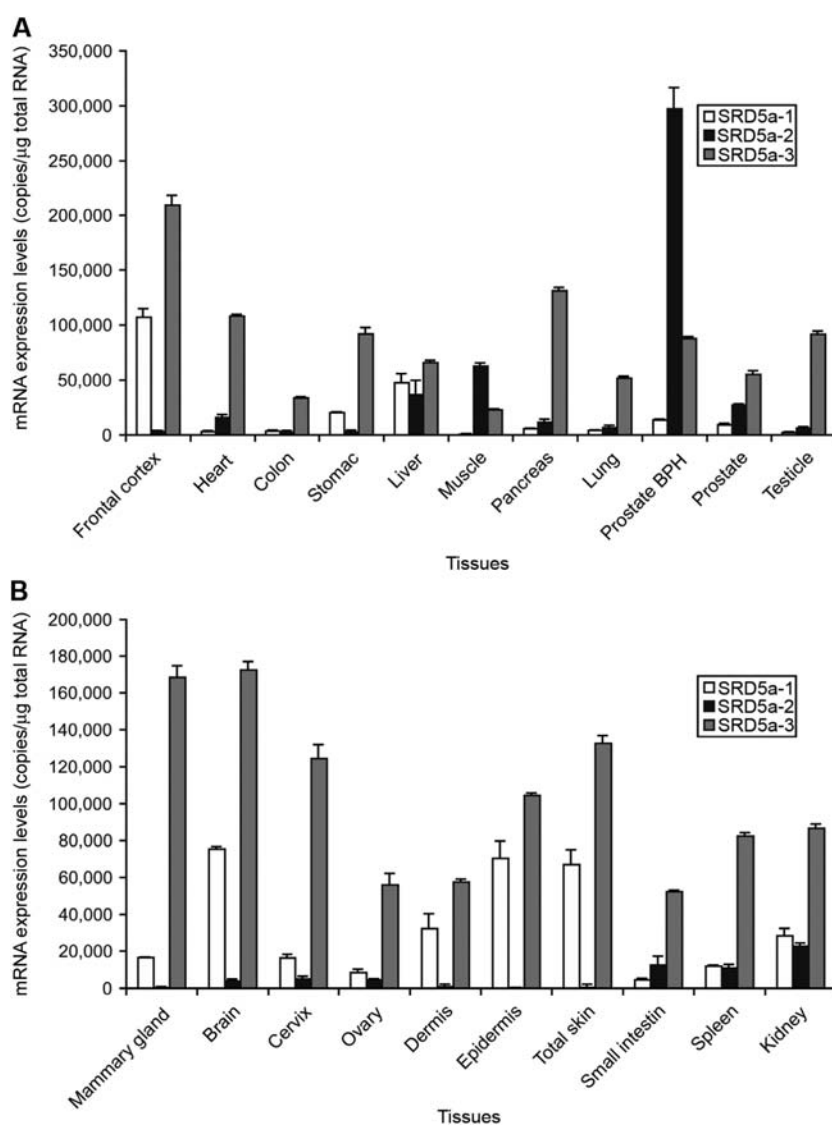 A
mRNA expression levels (copies/µg total RNA)
350,000
300,000
250,000
200,000
150,000
100,000
50,000
0
SRD5a-1
SRD5a-2
SRD5a-3
Frontal cortex
Heart
Colon
Stomac
Liver
Muscle
Pancreas
Lung
Prostate BPH
Prostate
Testicle
Tissues
B
mRNA expression levels (copies/µg total RNA)
200,000
180,000
160,000
140,000
120,000
100,000
80,000
60,000
40,000
20,000
0
SRD5a-1
SRD5a-2
SRD5a-3
Mammary gland
Brain
Cervix
Ovary
Dermis
Epidermis
Total skin
Small intestin
Spleen
Kidney
Tissues